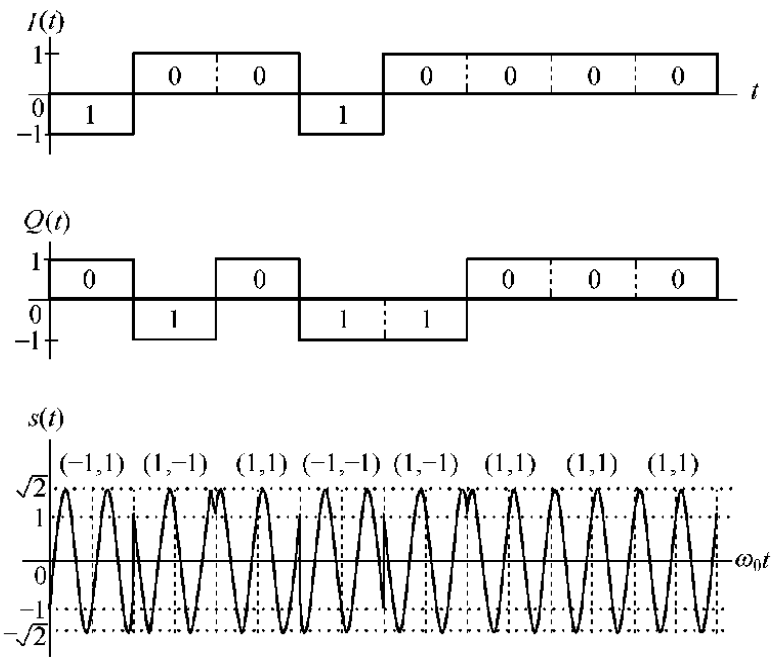 I(t)
1
0 0 0 0 0 0
0
t
1 1
−1
Q(t)
1
0 0 0 0 0
0
1 1 1
−1
s(t)
(−1,1) (1,−1) (1,1) (−1,−1) (1,−1) (1,1) (1,1) (1,1)
√2
1
0
ω₀t
−1
−√2